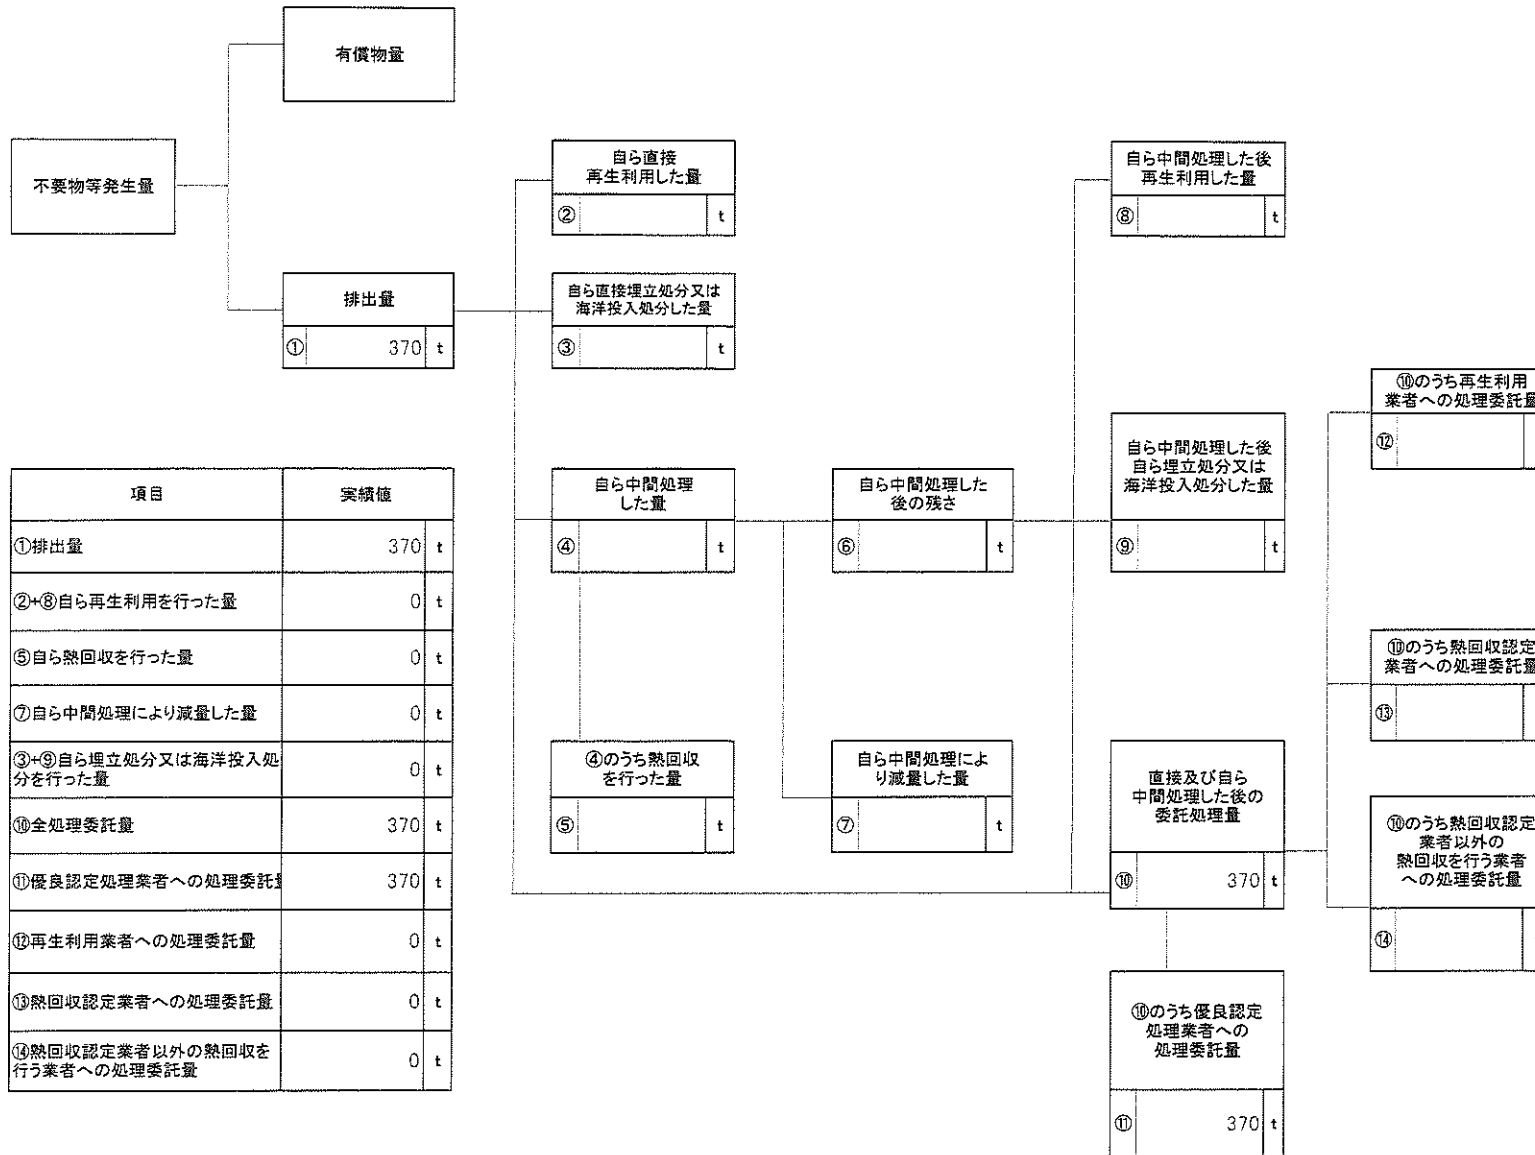 有償物量
不要物等発生量
排出量
① 370 t
自ら直接
再生利用した量
② t
自ら直接埋立処分又は
海洋投入処分した量
③ t
自ら中間処理
した量
④ t
④のうち熱回収
を行った量
⑤ t
自ら中間処理した
後の残さ
⑥ t
自ら中間処理によ
り減量した量
⑦ t
自ら中間処理した後
再生利用した量
⑧ t
自ら中間処理した後
自ら埋立処分又は
海洋投入処分した量
⑨ t
直接及び自ら
中間処理した後の
委託処理量
⑩ 370 t
⑩のうち優良認定
処理業者への
処理委託量
⑪ 370 t
⑩のうち再生利用
業者への処理委託量
⑫
⑩のうち熱回収認定
業者への処理委託量
⑬
⑩のうち熱回収認定
業者以外の
熱回収を行う業者
への処理委託量
⑭
項目 実績値
①排出量 370 t
②+⑧自ら再生利用を行った量 0 t
⑤自ら熱回収を行った量 0 t
⑦自ら中間処理により減量した量 0 t
③+⑨自ら埋立処分又は海洋投入処
分を行った量 0 t
⑩全処理委託量 370 t
⑪優良認定処理業者への処理委託量 370 t
⑫再生利用業者への処理委託量 0 t
⑬熱回収認定業者への処理委託量 0 t
⑭熱回収認定業者以外の熱回収を
行う業者への処理委託量 0 t